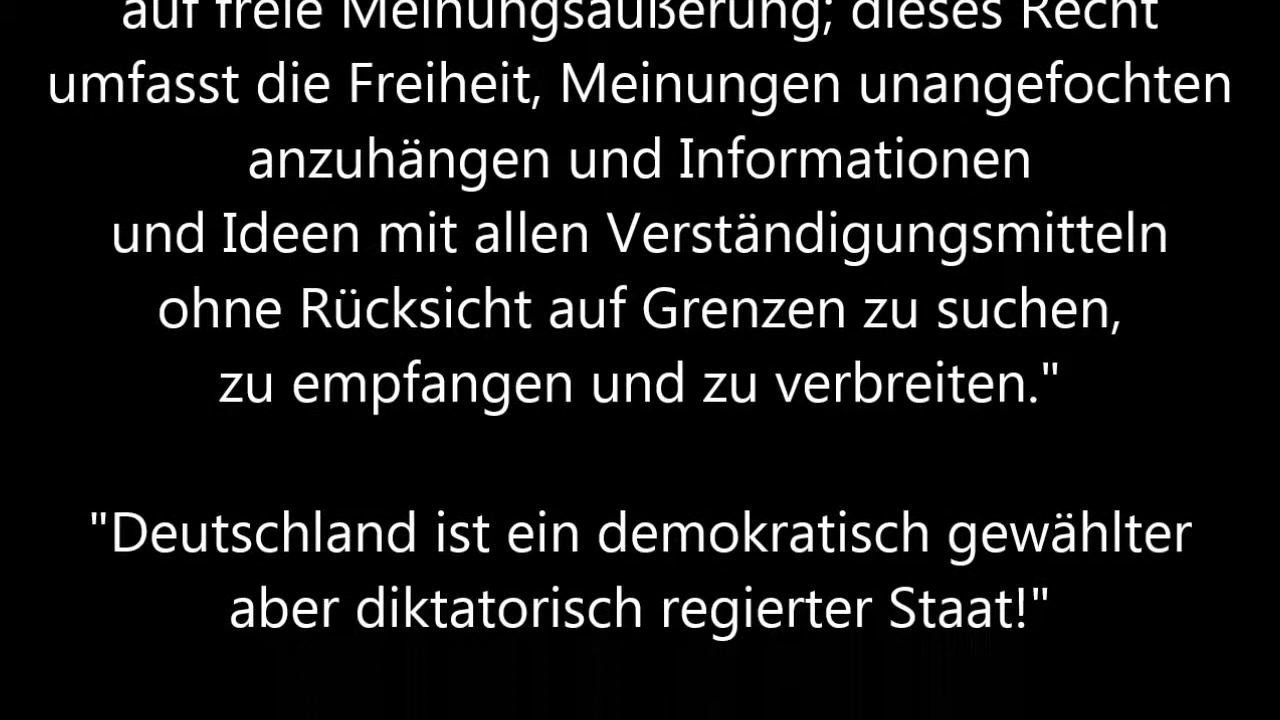 auf freie Meinungsäußerung; dieses Recht
umfasst die Freiheit, Meinungen unangefochten
anzuhängen und Informationen
und Ideen mit allen Verständigungsmitteln
ohne Rücksicht auf Grenzen zu suchen,
zu empfangen und zu verbreiten."
"Deutschland ist ein demokratisch gewählter
aber diktatorisch regierter Staat!"